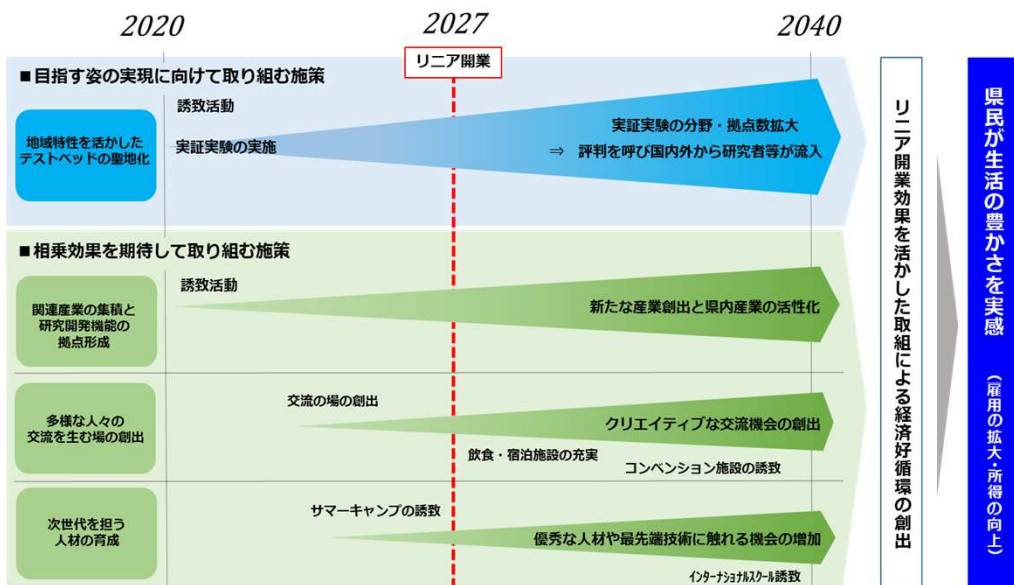 2020
2027
2040
リニア開業
■目指す姿の実現に向けて取り組む施策
誘致活動
地域特性を活かした
テストベッドの聖地化
実証実験の実施
実証実験の分野・拠点数拡大
⇒ 評判を呼び国内外から研究者等が流入
■相乗効果を期待して取り組む施策
誘致活動
関連産業の集積と
研究開発機能の
拠点形成
新たな産業創出と県内産業の活性化
交流の場の創出
多様な人々の
交流を生む場の創出
クリエイティブな交流機会の創出
飲食・宿泊施設の充実
コンベンション施設の誘致
サマーキャンプの誘致
次世代を担う
人材の育成
優秀な人材や最先端技術に触れる機会の増加
インターナショナルスクール誘致
リニア開業効果を活かした取組による経済好循環の創出
県民が生活の豊かさを実感 (雇用の拡大・所得の向上)